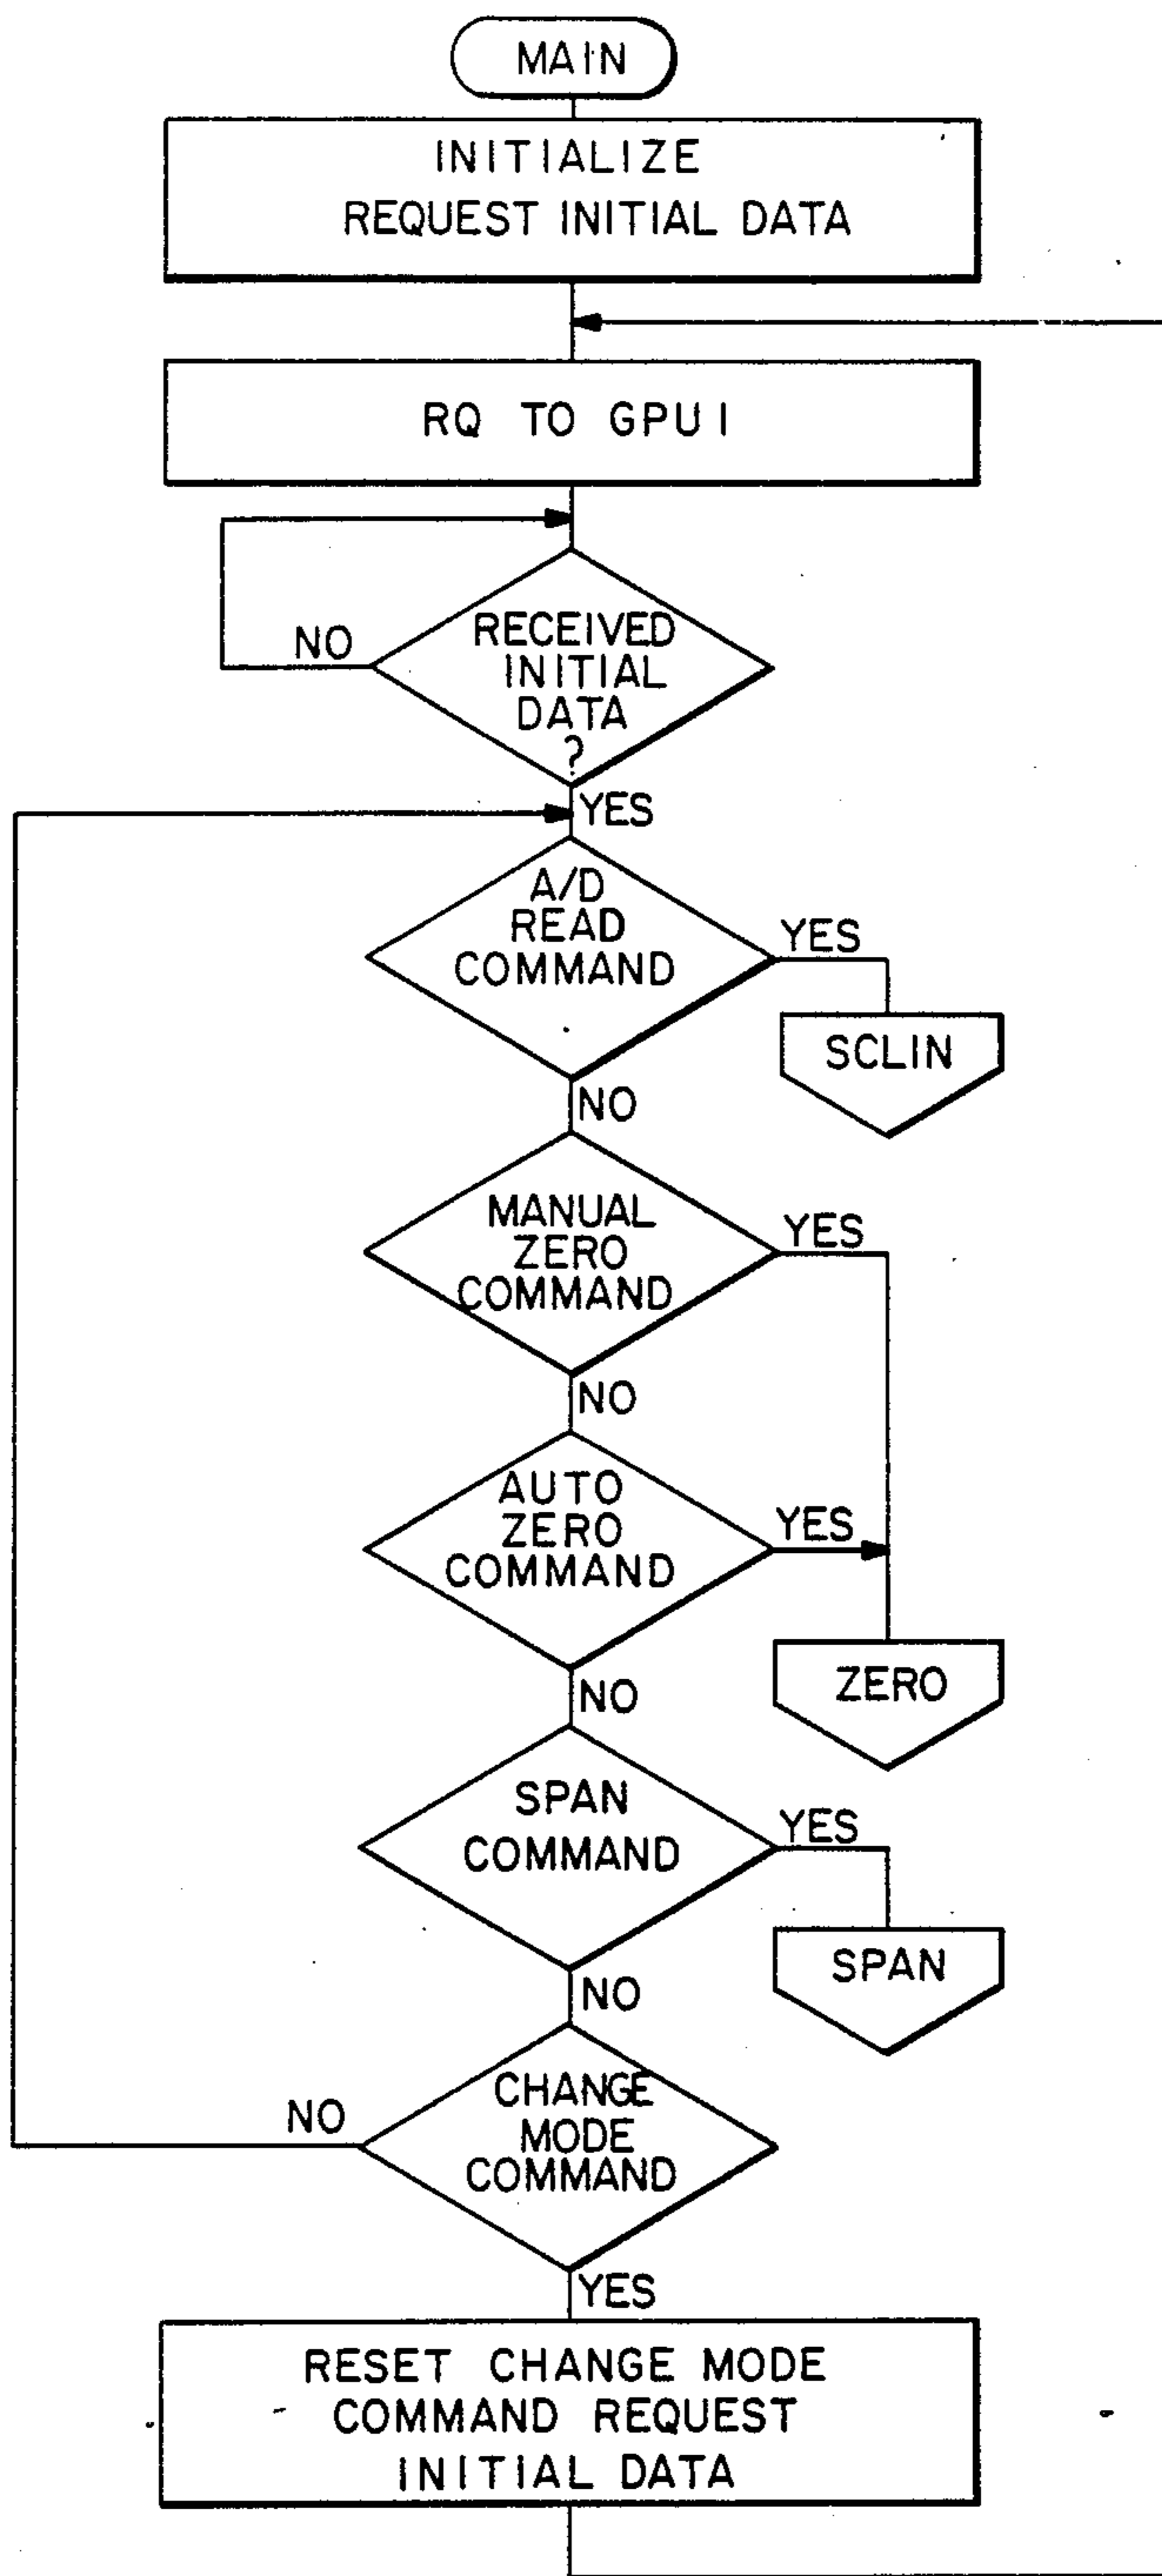 MAIN
INITIALIZE
REQUEST INITIAL DATA
RQ TO GPUI
NO
RECEIVED
INITIAL
DATA
?
YES
A/D
READ
COMMAND
YES
SCLIN
NO
MANUAL
ZERO
COMMAND
YES
NO
AUTO
ZERO
COMMAND
YES
ZERO
NO
SPAN
COMMAND
YES
SPAN
NO
CHANGE
MODE
COMMAND
NO
YES
RESET CHANGE MODE
COMMAND REQUEST
INITIAL DATA